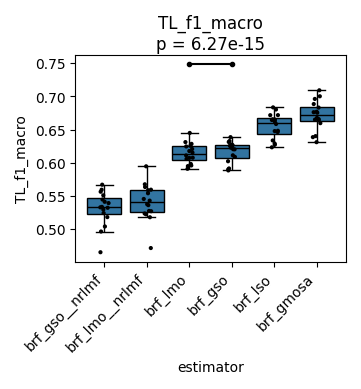 TL_f1_macro
p = 6.27e-15
TL_f1_macro
0.75
0.70
0.65
0.60
0.55
0.50
brf_gso__nrlmf
brf_lmo__nrlmf
brf_lmo
brf_gso
brf_lso
brf_gmosa
estimator